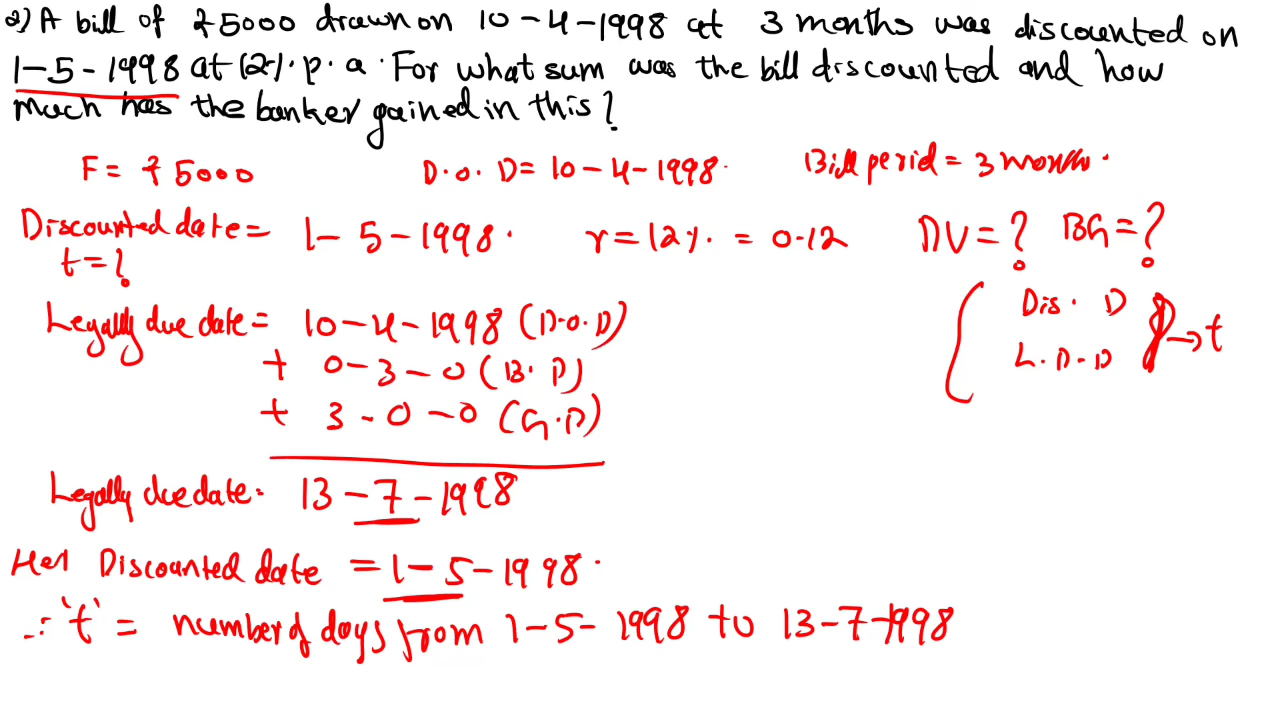 2) A bill of ₹5000 drawn on 10-4-1998 at 3 months was discounted on
1-5-1998 at 12%. p.a. For what sum was the bill discounted and how
much has the banker gained in this?
F = ₹5000 D.O.D = 10-4-1998. Bill period = 3 months.
Discounted date = 1-5-1998. r = 12%. = 0.12 DV = ? BG = ?
t = ?
Legally due date = 10-4-1998 (D.O.D) Dis. D
+ 0-3-0 (B.P) L.D.D → t
+ 3-0-0 (G.D)
Legally due date = 13-7-1998
Discounted date = 1-5-1998.
∴ 't' = number of days from 1-5-1998 to 13-7-1998